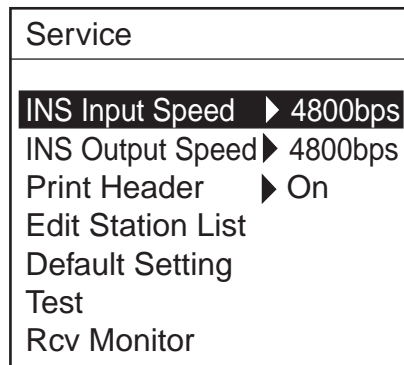 Service
INS Input Speed ▶ 4800bps
INS Output Speed ▶ 4800bps
Print Header ▶ On
Edit Station List
Default Setting
Test
Rcv Monitor